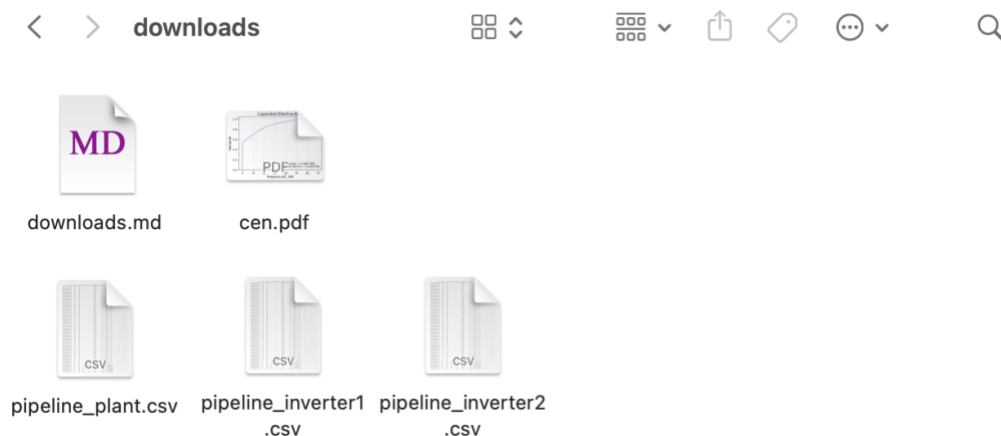 downloads
MD
PDF
downloads.md
cen.pdf
CSV
CSV
CSV
pipeline_plant.csv
pipeline_inverter1
.csv
pipeline_inverter2
.csv